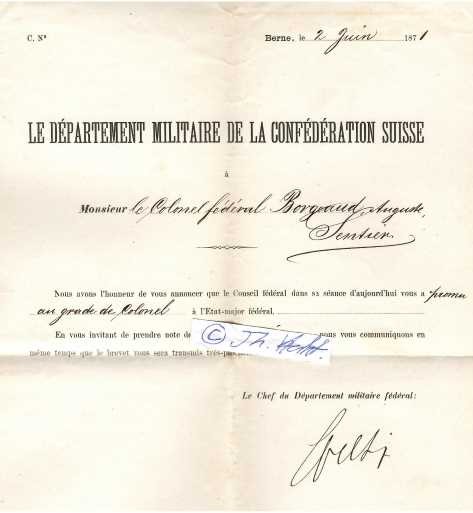 C. Nº Berne, le 2 Juin 1871
LE DÉPARTEMENT MILITAIRE DE LA CONFÉDÉRATION SUISSE
à
Monsieur le Colonel fédéral Borgeaud, Auguste,
Sentier
Nous avons l'honneur de vous annoncer que le Conseil fédéral dans sa séance d'aujourd'hui vous a promu
au grade de Colonel à l'Etat-major fédéral.
En vous invitant de prendre note de nous vous communiquons en
même temps que le brevet vous sera transmis
©
Le Chef du Département militaire fédéral:
Welti